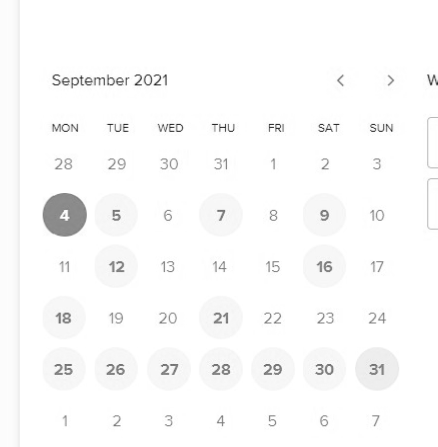 September 2021
W
MON TUE WED THU FRI SAT SUN
28 29 30 31 1 2 3
4 5 6 7 8 9 10
11 12 13 14 15 16 17
18 19 20 21 22 23 24
25 26 27 28 29 30 31
1 2 3 4 5 6 7